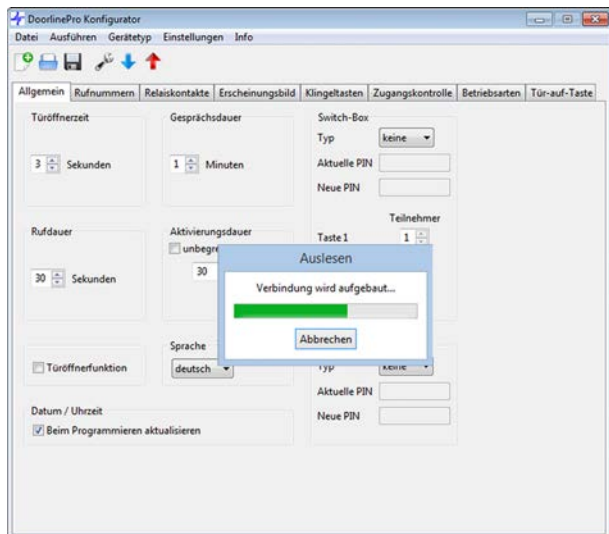 DoorlinePro Konfigurator
Datei Ausführen Gerätetyp Einstellungen Info
Allgemein Rufnummern Relaiskontakte Erscheinungsbild Klingeltasten Zugangskontrolle Betriebsarten Tür-auf-Taste
Türöffnerzeit Gesprächsdauer Switch-Box
Typ keine
3 Sekunden 1 Minuten Aktuelle PIN
Neue PIN
Teilnehmer
Rufdauer Aktivierungsdauer Taste 1 1
unbegre
Auslesen
30 Sekunden 30
Verbindung wird aufgebaut...
Abbrechen
Sprache
Türöffnerfunktion deutsch Typ keine
Aktuelle PIN
Datum / Uhrzeit Neue PIN
Beim Programmieren aktualisieren